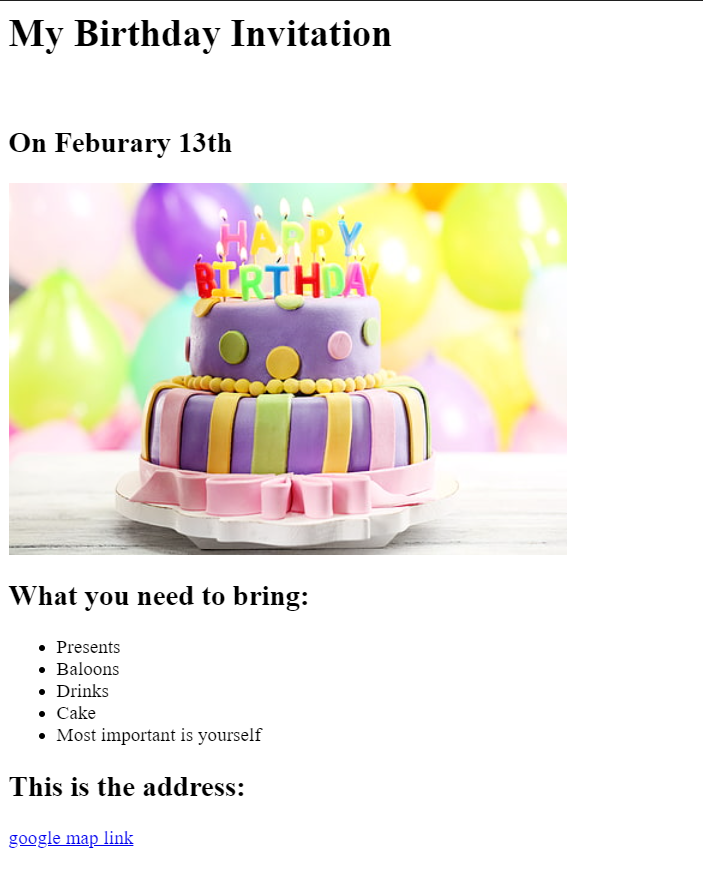 My Birthday Invitation
On Feburary 13th
HAPPY
BIRTHDAY
What you need to bring:
Presents
Baloons
Drinks
Cake
Most important is yourself
This is the address:
google map link